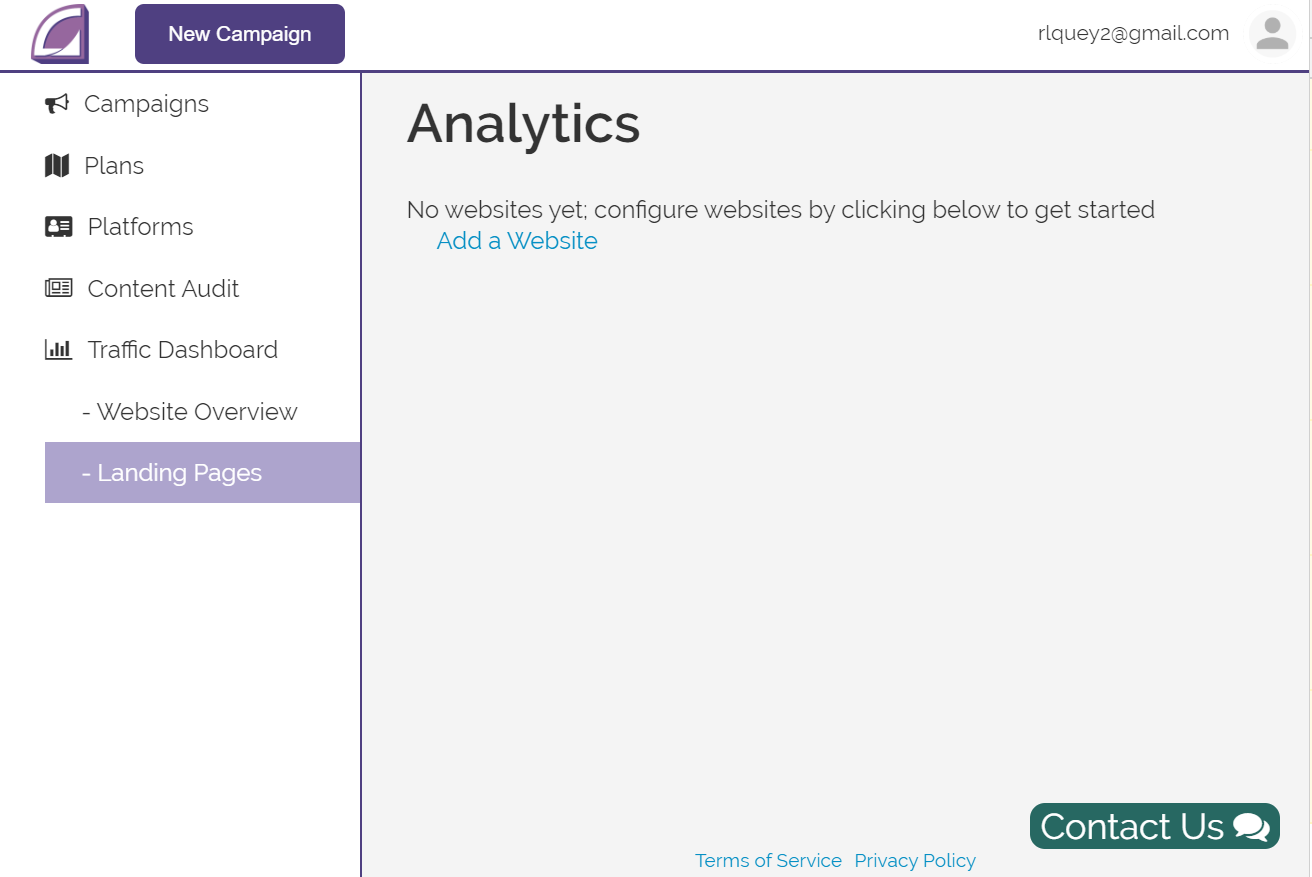 New Campaign
rlquey2@gmail.com
Campaigns
Plans
Platforms
Content Audit
Traffic Dashboard
- Website Overview
- Landing Pages
Analytics
No websites yet; configure websites by clicking below to get started
Add a Website
Contact Us
Terms of Service Privacy Policy